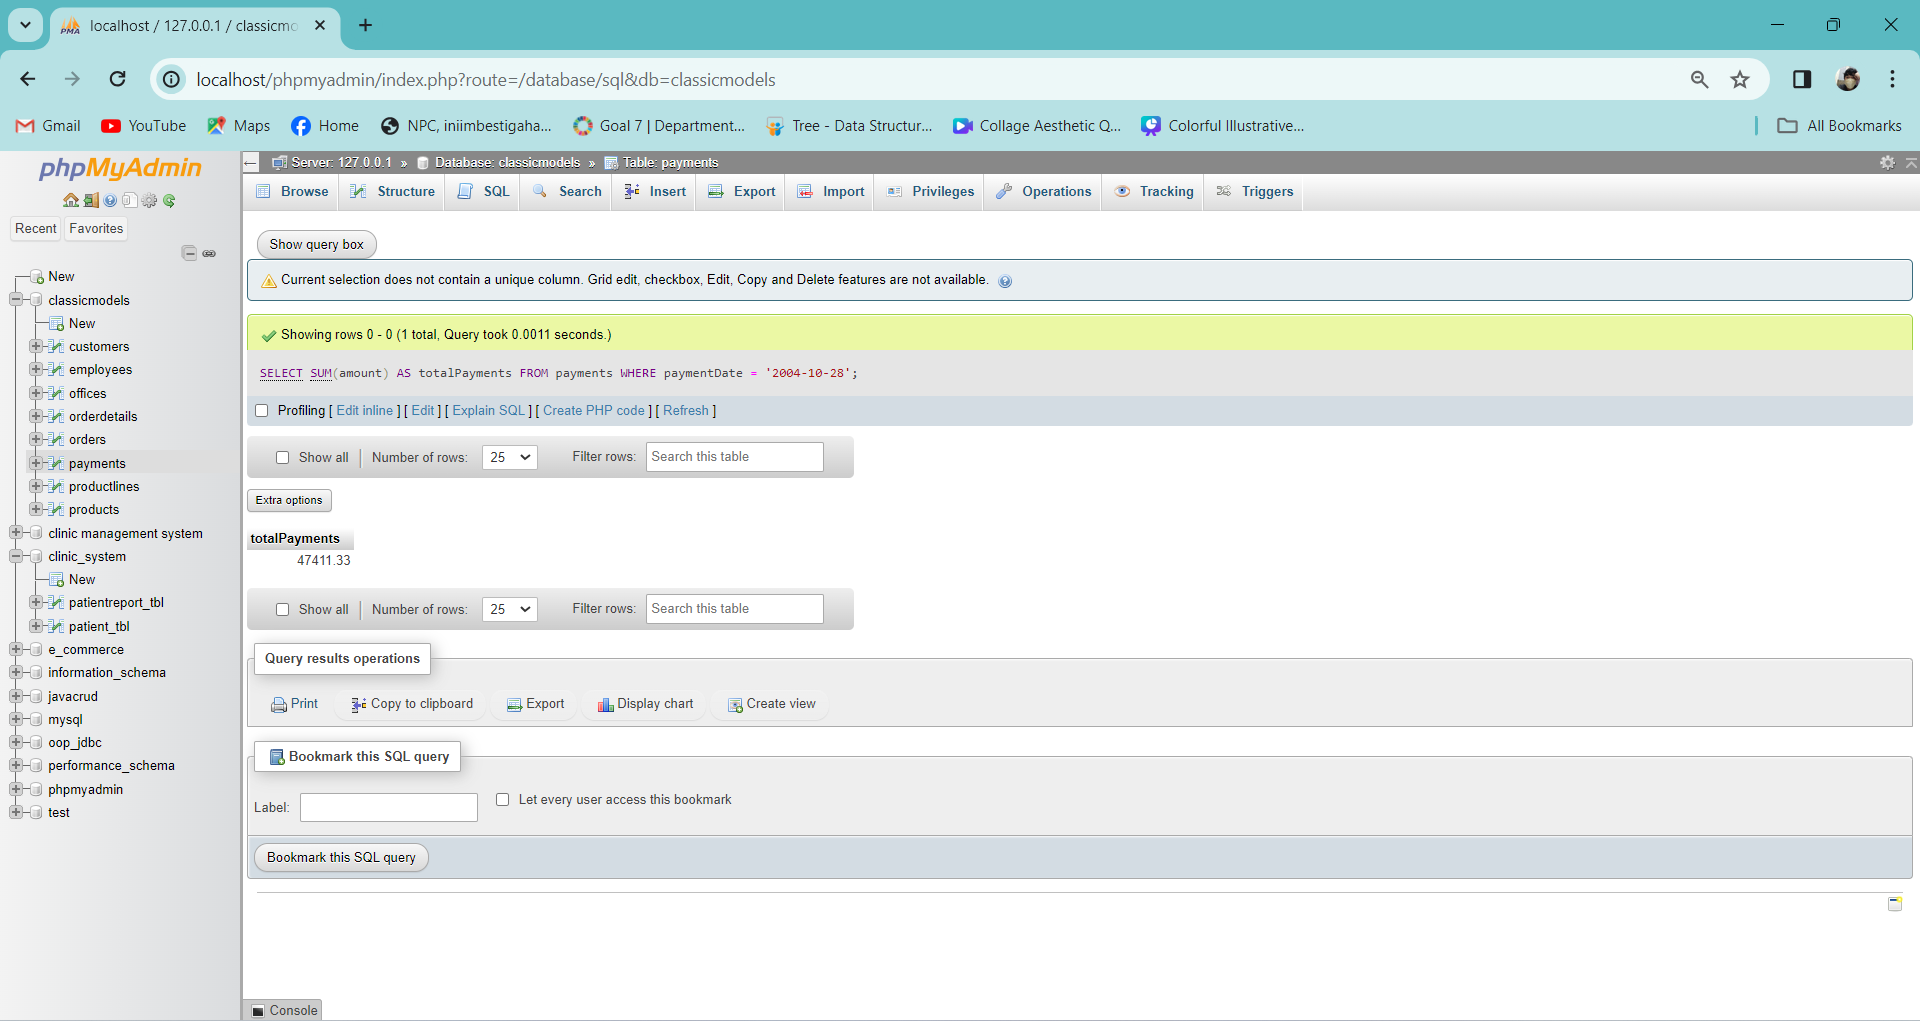 localhost / 127.0.0.1 / classicmo
localhost/phpmyadmin/index.php?route=/database/sql&db=classicmodels
Gmail YouTube Maps Home NPC, iniimbestigaha... Goal 7 | Department... Tree - Data Structur... Collage Aesthetic Q... Colorful Illustrative... All Bookmarks
phpMyAdmin
Recent Favorites
New
classicmodels
New
customers
employees
offices
orderdetails
orders
payments
productlines
products
clinic management system
clinic_system
New
patientreport_tbl
patient_tbl
e_commerce
information_schema
javacrud
mysql
oop_jdbc
performance_schema
phpmyadmin
test
Server: 127.0.0.1 » Database: classicmodels » Table: payments
Browse Structure SQL Search Insert Export Import Privileges Operations Tracking Triggers
Show query box
Current selection does not contain a unique column. Grid edit, checkbox, Edit, Copy and Delete features are not available.
Showing rows 0 - 0 (1 total, Query took 0.0011 seconds.)
SELECT SUM(amount) AS totalPayments FROM payments WHERE paymentDate = '2004-10-28';
Profiling [ Edit inline ] [ Edit ] [ Explain SQL ] [ Create PHP code ] [ Refresh ]
Show all | Number of rows: 25 Filter rows: Search this table
Extra options
totalPayments
47411.33
Show all | Number of rows: 25 Filter rows: Search this table
Query results operations
Print Copy to clipboard Export Display chart Create view
Bookmark this SQL query
Label: Let every user access this bookmark
Bookmark this SQL query
Console